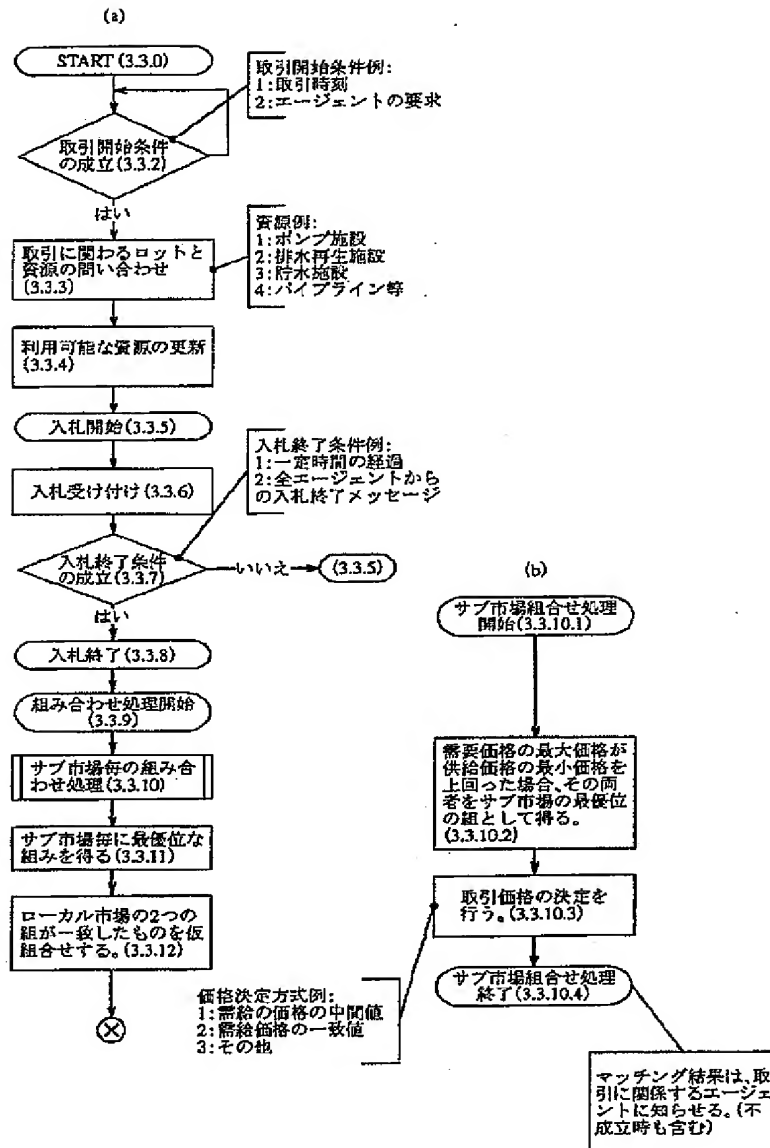 (a)
START (3.3.0)
取引開始条件例:
1:取引時刻
2:エージェントの要求
取引開始条件
の成立(3.3.2)
はい
取引に関わるロットと
資源の問い合わせ
(3.3.3)
資源例:
1:ポンプ施設
2:排水再生施設
3:貯水施設
4:パイプライン等
利用可能な資源の更新
(3.3.4)
入札開始(3.3.5)
入札終了条件例:
1:一定時間の経過
2:全エージェントから
の入札終了メッセージ
入札受け付け(3.3.6)
入札終了条件
の成立(3.3.7)
いいえ
(3.3.5)
はい
入札終了(3.3.8)
組み合わせ処理開始
(3.3.9)
サブ市場毎の組み合
わせ処理(3.3.10)
サブ市場毎に最優位な
組みを得る(3.3.11)
ローカル市場の2つの
組が一致したものを仮
組合せする。(3.3.12)
(b)
サブ市場組合せ処理
開始(3.3.10.1)
需要価格の最大価格が
供給価格の最小価格を
上回った場合、その両
者をサブ市場の最優位
の組として得る。
(3.3.10.2)
取引価格の決定を
行う。(3.3.10.3)
サブ市場組合せ処理
終了(3.3.10.4)
価格決定方式例:
1:需給の価格の中間値
2:需給価格の一致値
3:その他
マッチング結果は、取
引に関係するエージェ
ントに知らせる。(不
成立時も含む)